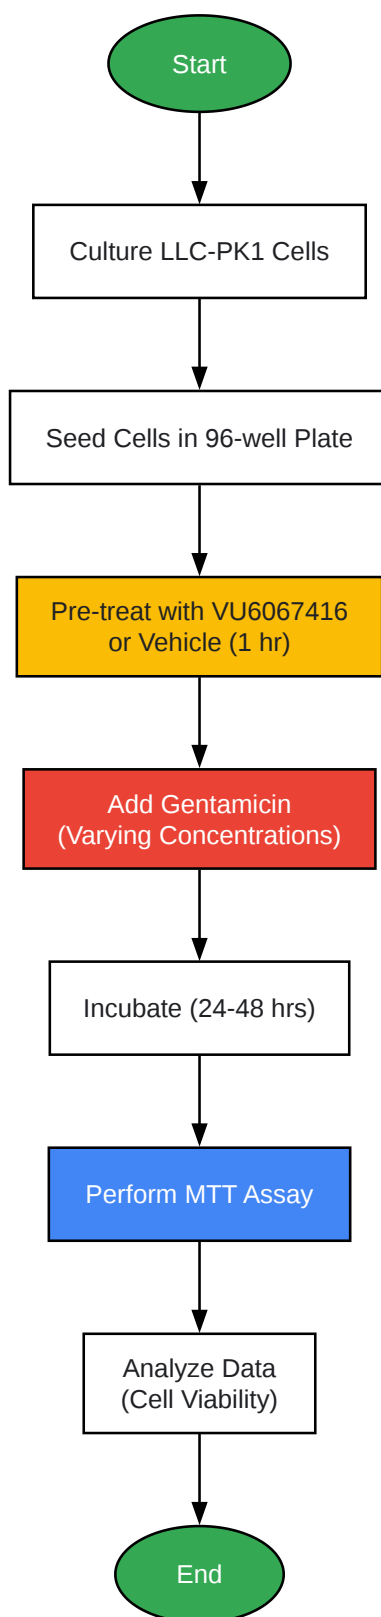 Start
Culture LLC-PK1 Cells
Seed Cells in 96-well Plate
Pre-treat with VU6067416
or Vehicle (1 hr)
Add Gentamicin
(Varying Concentrations)
Incubate (24-48 hrs)
Perform MTT Assay
Analyze Data
(Cell Viability)
End